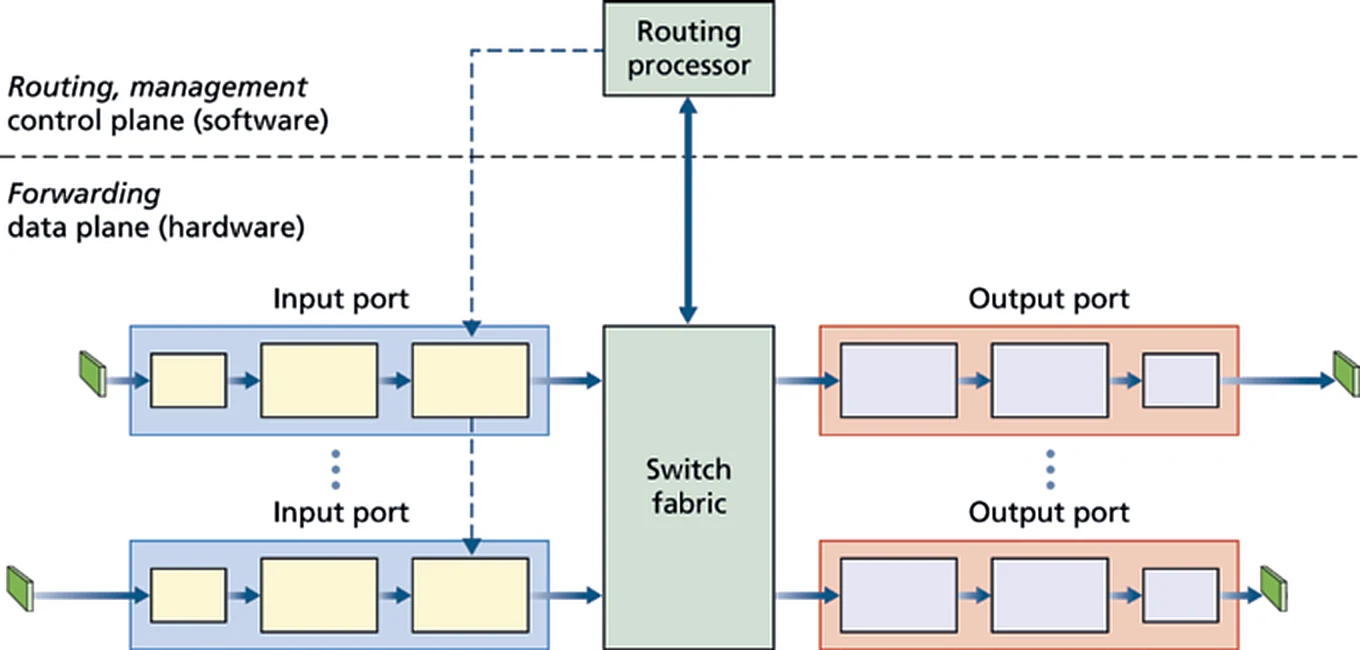 Routing
processor
Routing, management
control plane (software)
Forwarding
data plane (hardware)
Input port
Output port
Switch
fabric
Input port
Output port